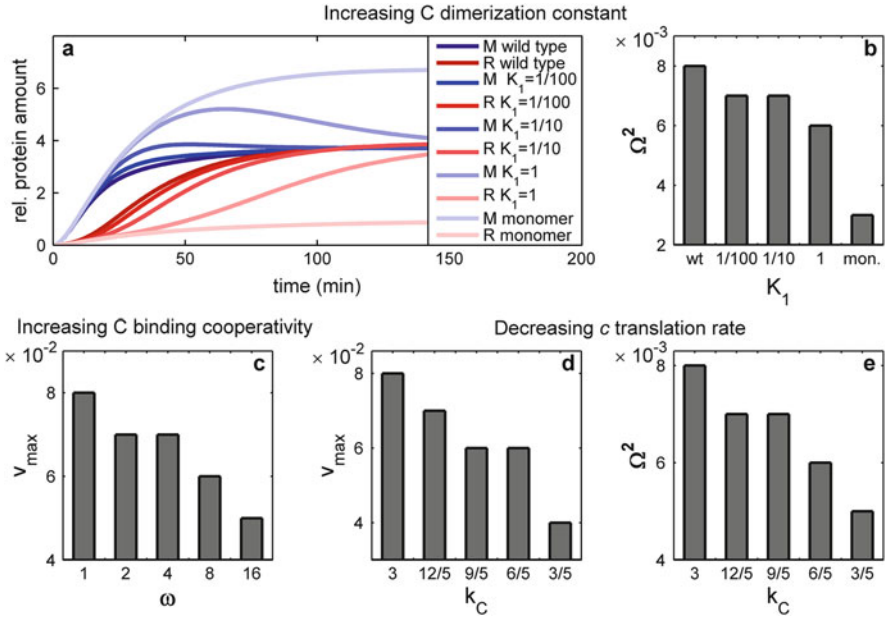 Increasing C dimerization constant
a
rel. protein amount
6
4
2
0
0
50
100
150
200
time (min)
M wild type
R wild type
M K1=1/100
R K1=1/100
M K1=1/10
R K1=1/10
M K1=1
R K1=1
M monomer
R monomer
× 10⁻³
b
Ω²
8
6
4
2
wt 1/100 1/10 1 mon.
K1
Increasing C binding cooperativity
× 10⁻²
c
vmax
8
6
4
1 2 4 8 16
ω
Decreasing c translation rate
× 10⁻²
d
vmax
8
6
4
3 12/5 9/5 6/5 3/5
kC
× 10⁻³
e
Ω²
8
6
4
3 12/5 9/5 6/5 3/5
kC